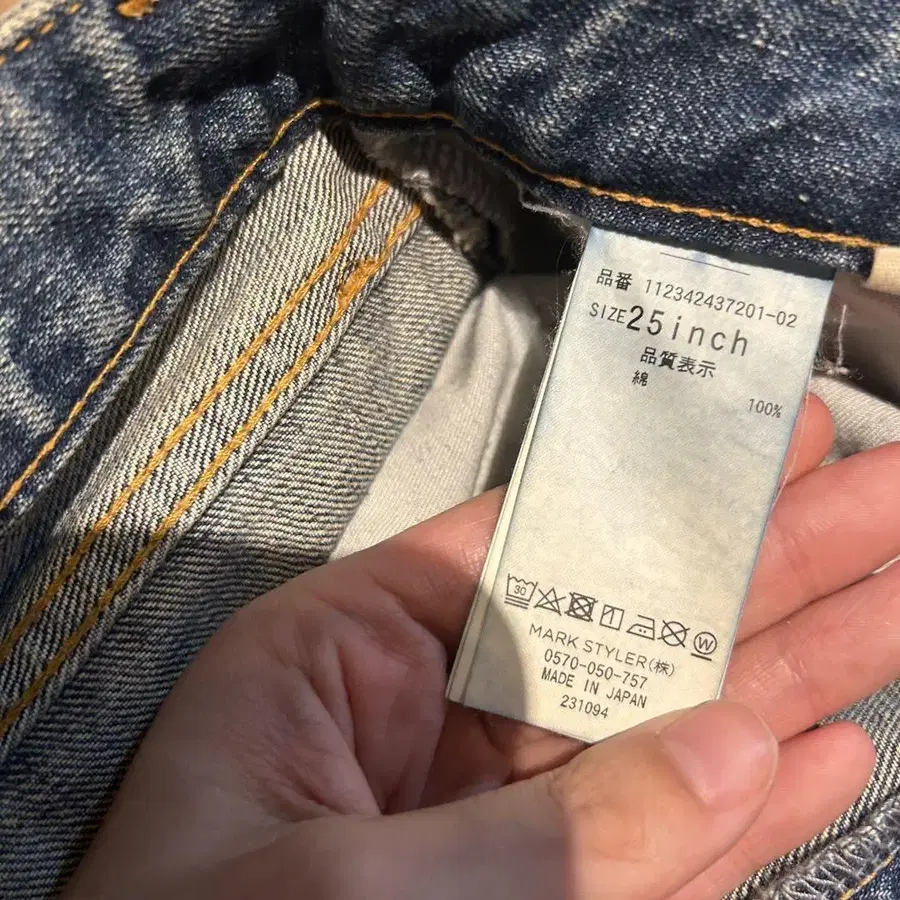 品番 112342437201-02
SIZE 25inch
品質表示
綿 100%
30 W
MARK STYLER(株)
0570-050-757
MADE IN JAPAN
231094